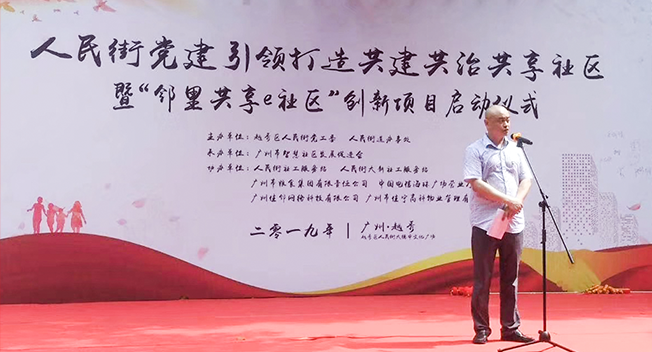 人民街党建引领打造共建共治共享社区
暨“邻里共享e社区”创新项目启动仪式
主办单位：越秀区人民街党工委 人民街道办事处
承办单位：广州市智慧社区发展促进会
协办单位：人民街社工服务站 人民街大新社工服务站
广州市粮食集团有限责任公司 中国电信海珠广场营业厅
广州佳邻网络科技有限公司 广州市佳宁高科物业管理有
二零一九年 广州·越秀
越秀区人民街大德中文化广场